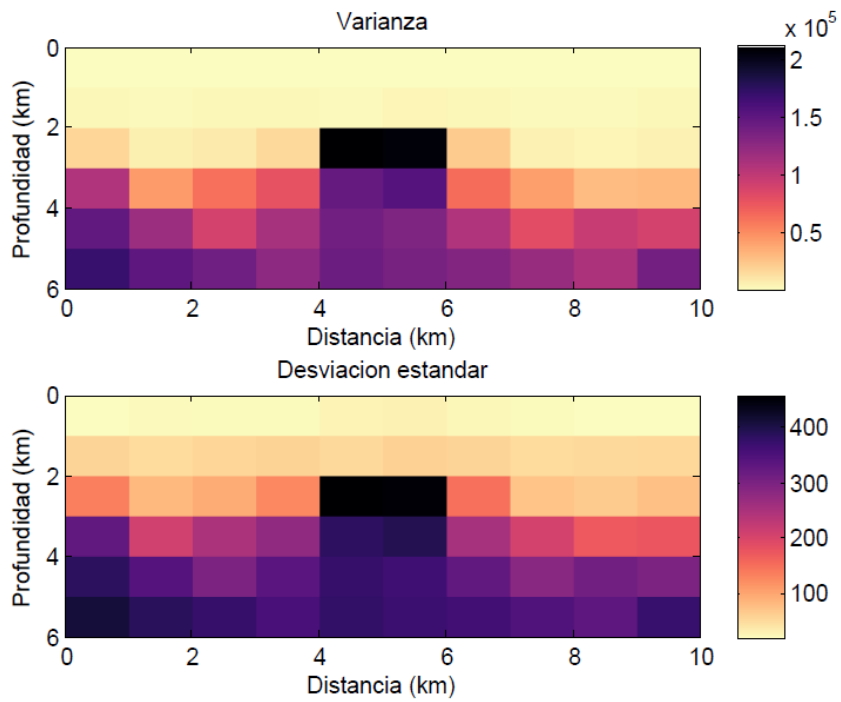 Varianza
x 10^5
0
2
4
6
Profundidad (km)
0 2 4 6 8 10
Distancia (km)
2
1.5
1
0.5
Desviacion estandar
0
2
4
6
Profundidad (km)
0 2 4 6 8 10
Distancia (km)
400
300
200
100